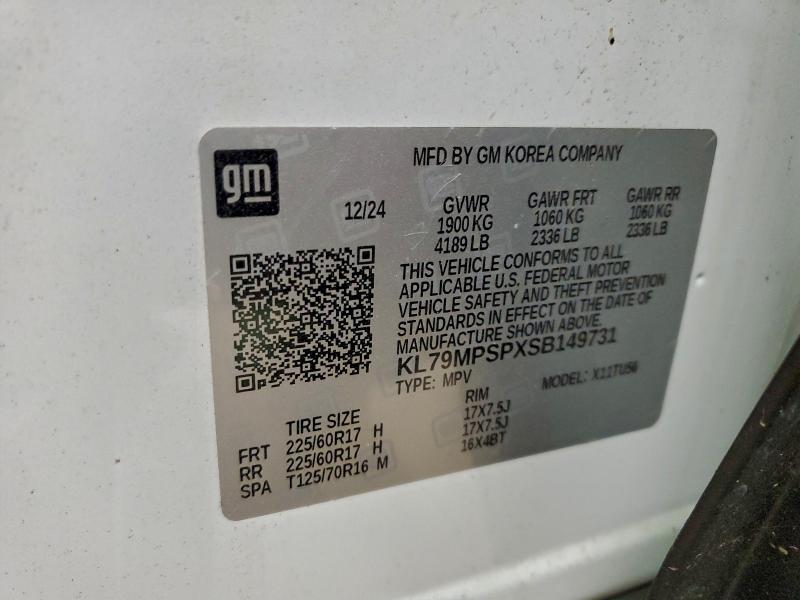 gm
MFD BY GM KOREA COMPANY
12/24
GVWR GAWR FRT GAWR RR
1900 KG 1060 KG 1060 KG
4189 LB 2336 LB 2336 LB
THIS VEHICLE CONFORMS TO ALL
APPLICABLE U.S. FEDERAL MOTOR
VEHICLE SAFETY AND THEFT PREVENTION
STANDARDS IN EFFECT ON THE DATE OF
MANUFACTURE SHOWN ABOVE.
KL79MPSPXSB149731
TYPE: MPV MODEL: X11TU56
TIRE SIZE RIM
FRT 225/60R17 H 17X7.5J
RR 225/60R17 H 17X7.5J
SPA T125/70R16 M 16X4BT